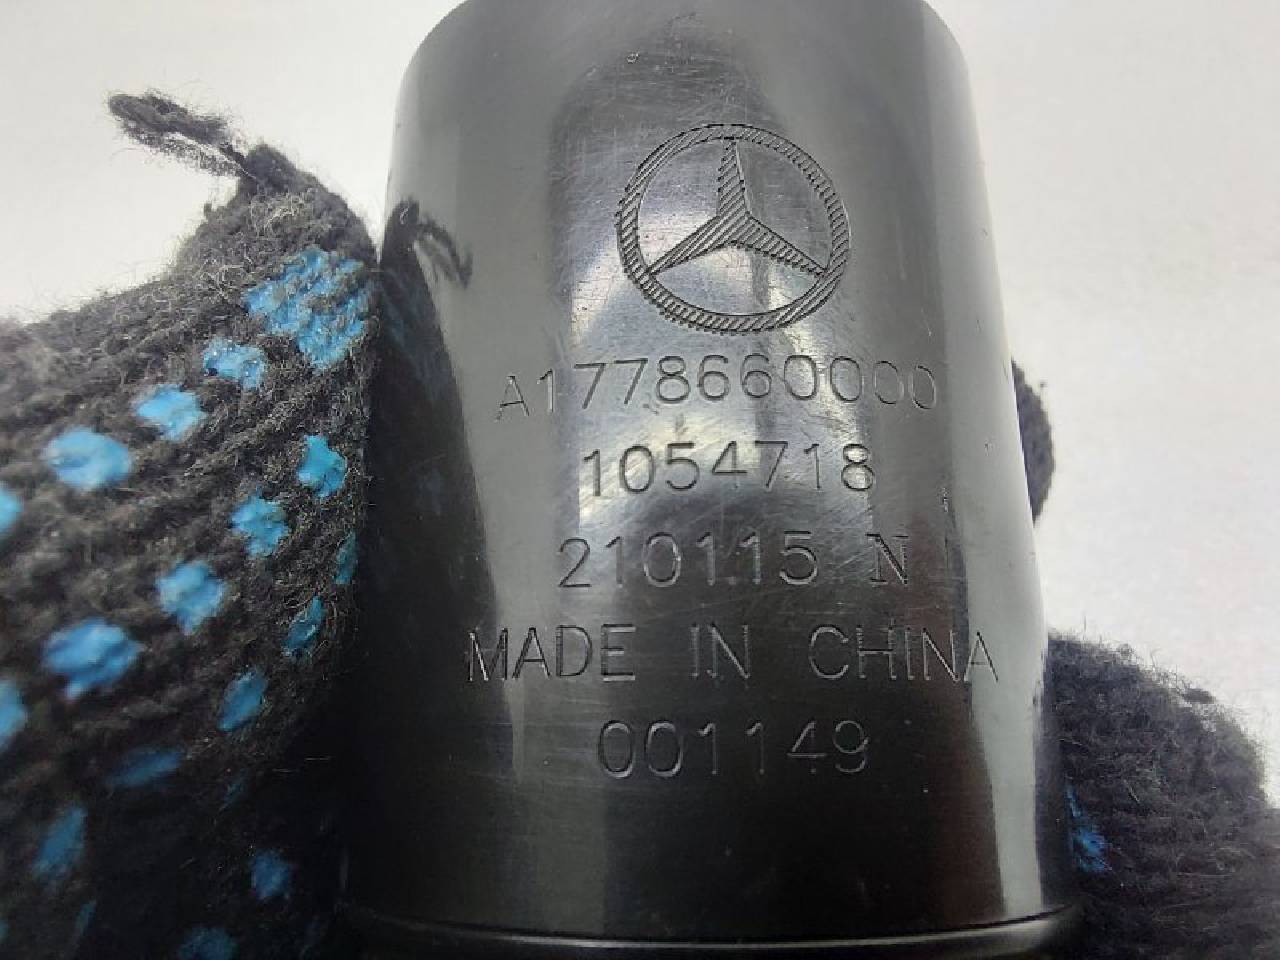 A1778660000
1054718
210115 N
MADE IN CHINA
001149